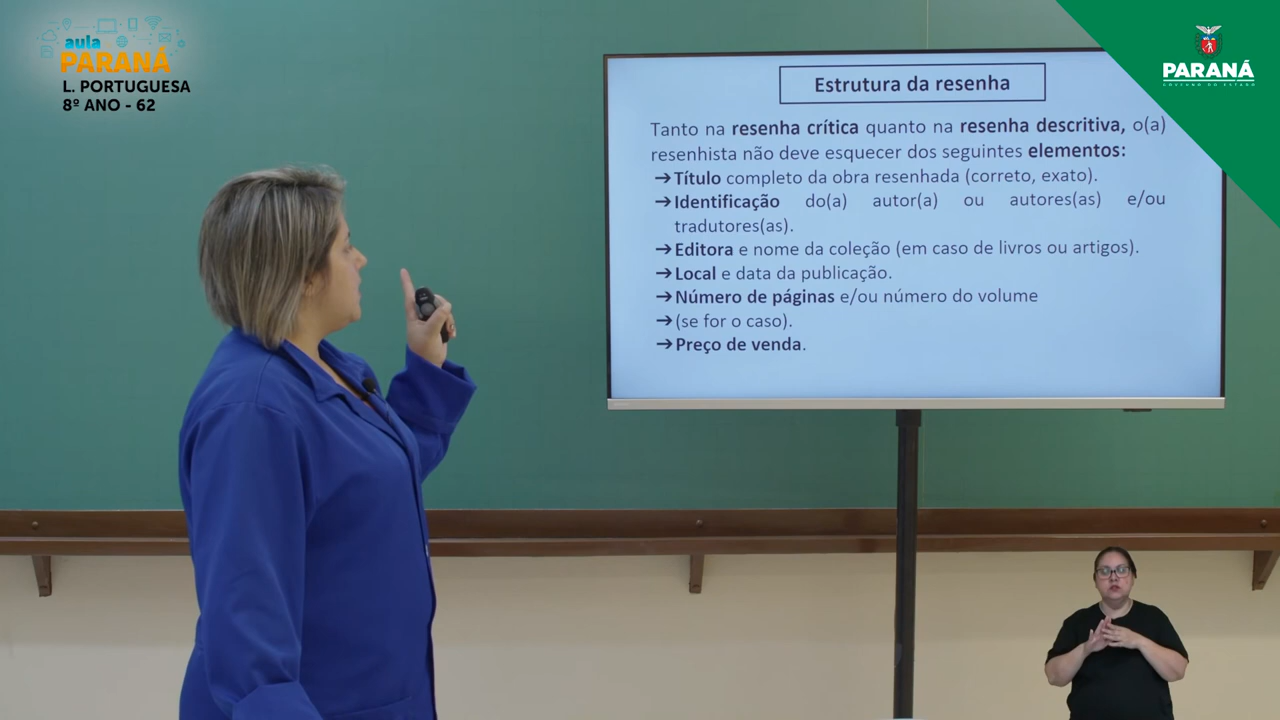 aula
PARANÁ
L. PORTUGUESA
8º ANO - 62
PARANÁ
GOVERNO DO ESTADO
Estrutura da resenha
Tanto na resenha crítica quanto na resenha descritiva, o(a)
resenhista não deve esquecer dos seguintes elementos:
→Título completo da obra resenhada (correto, exato).
→Identificação do(a) autor(a) ou autores(as) e/ou
tradutores(as).
→Editora e nome da coleção (em caso de livros ou artigos).
→Local e data da publicação.
→Número de páginas e/ou número do volume
→(se for o caso).
→Preço de venda.